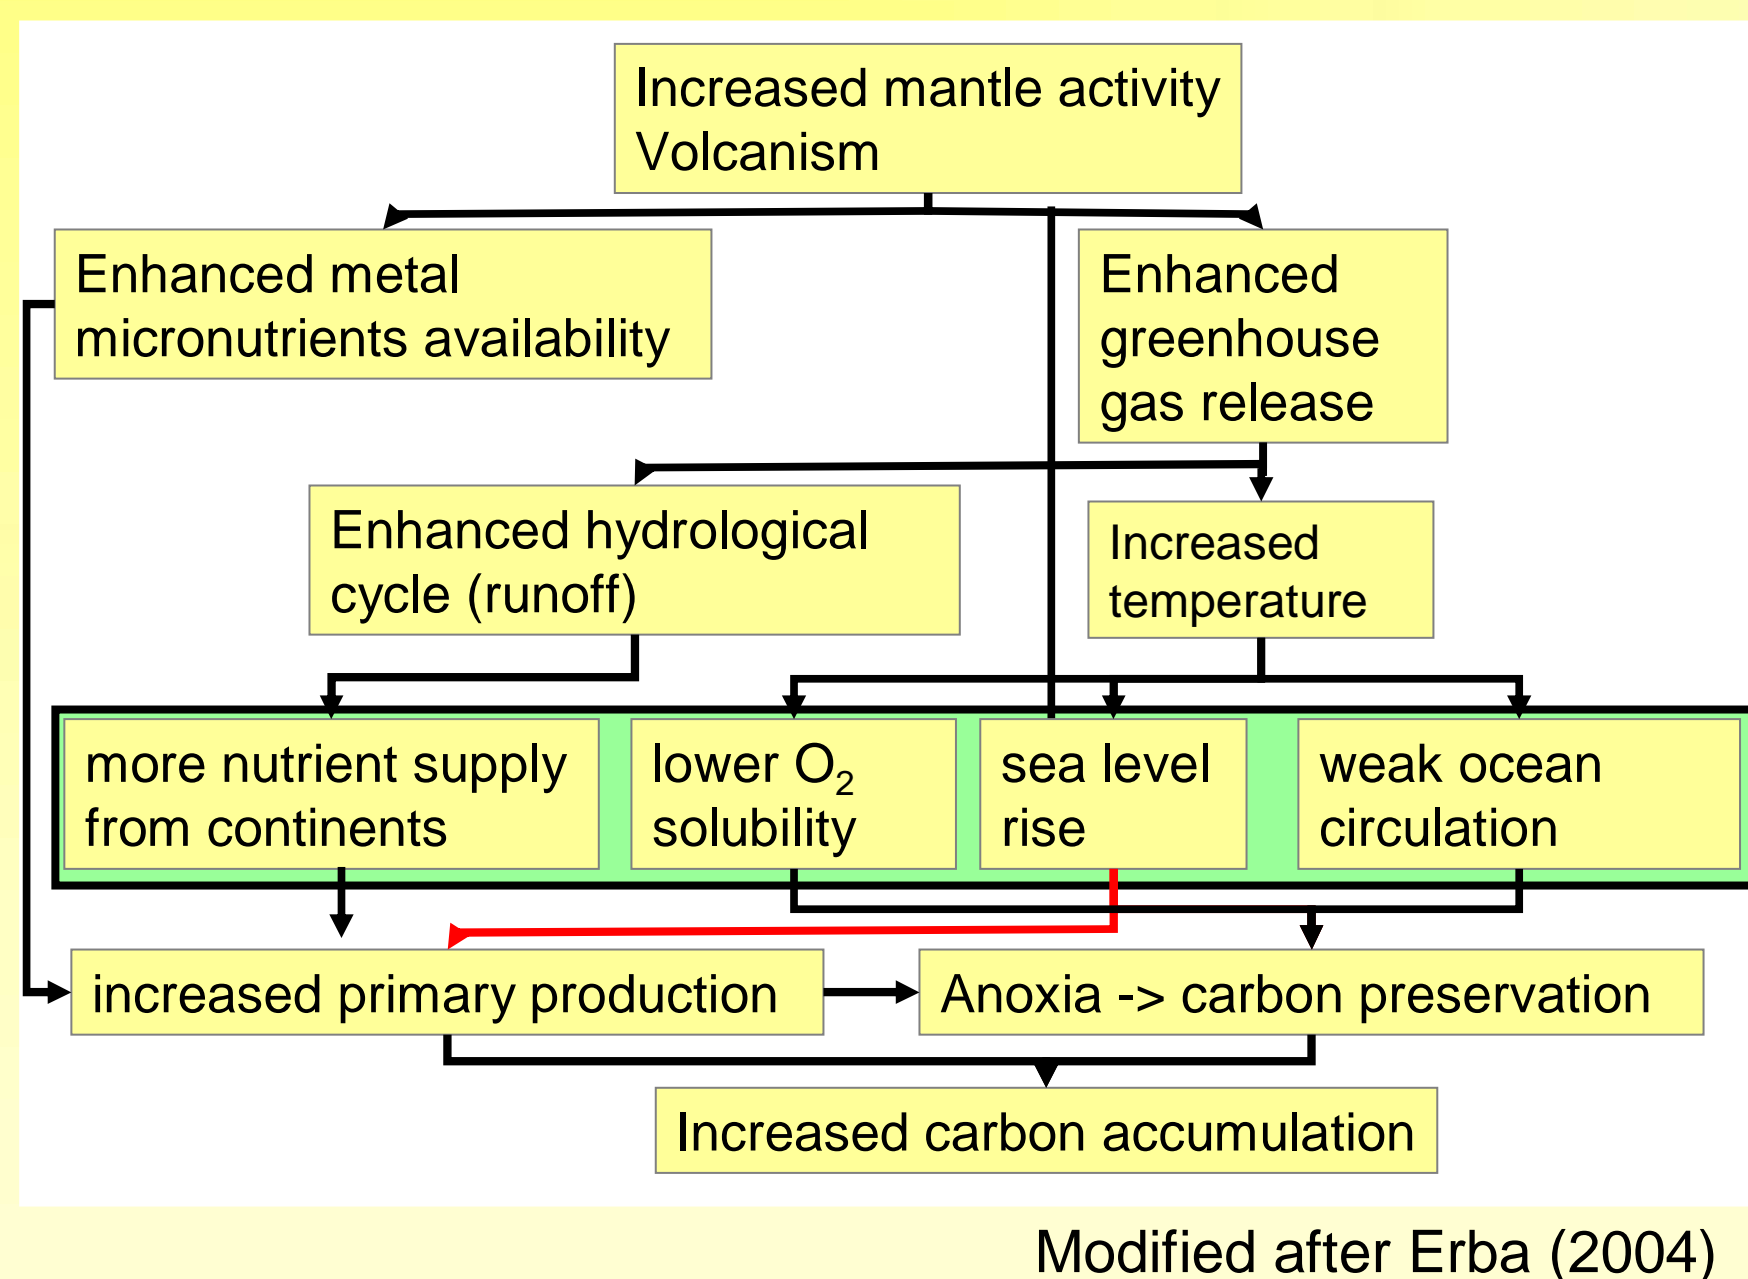 Increased mantle activity
Volcanism
Enhanced metal
micronutrients availability
Enhanced
greenhouse
gas release
Enhanced hydrological
cycle (runoff)
Increased
temperature
more nutrient supply
from continents
lower O₂
solubility
sea level
rise
weak ocean
circulation
increased primary production
Anoxia -> carbon preservation
Increased carbon accumulation
Modified after Erba (2004)